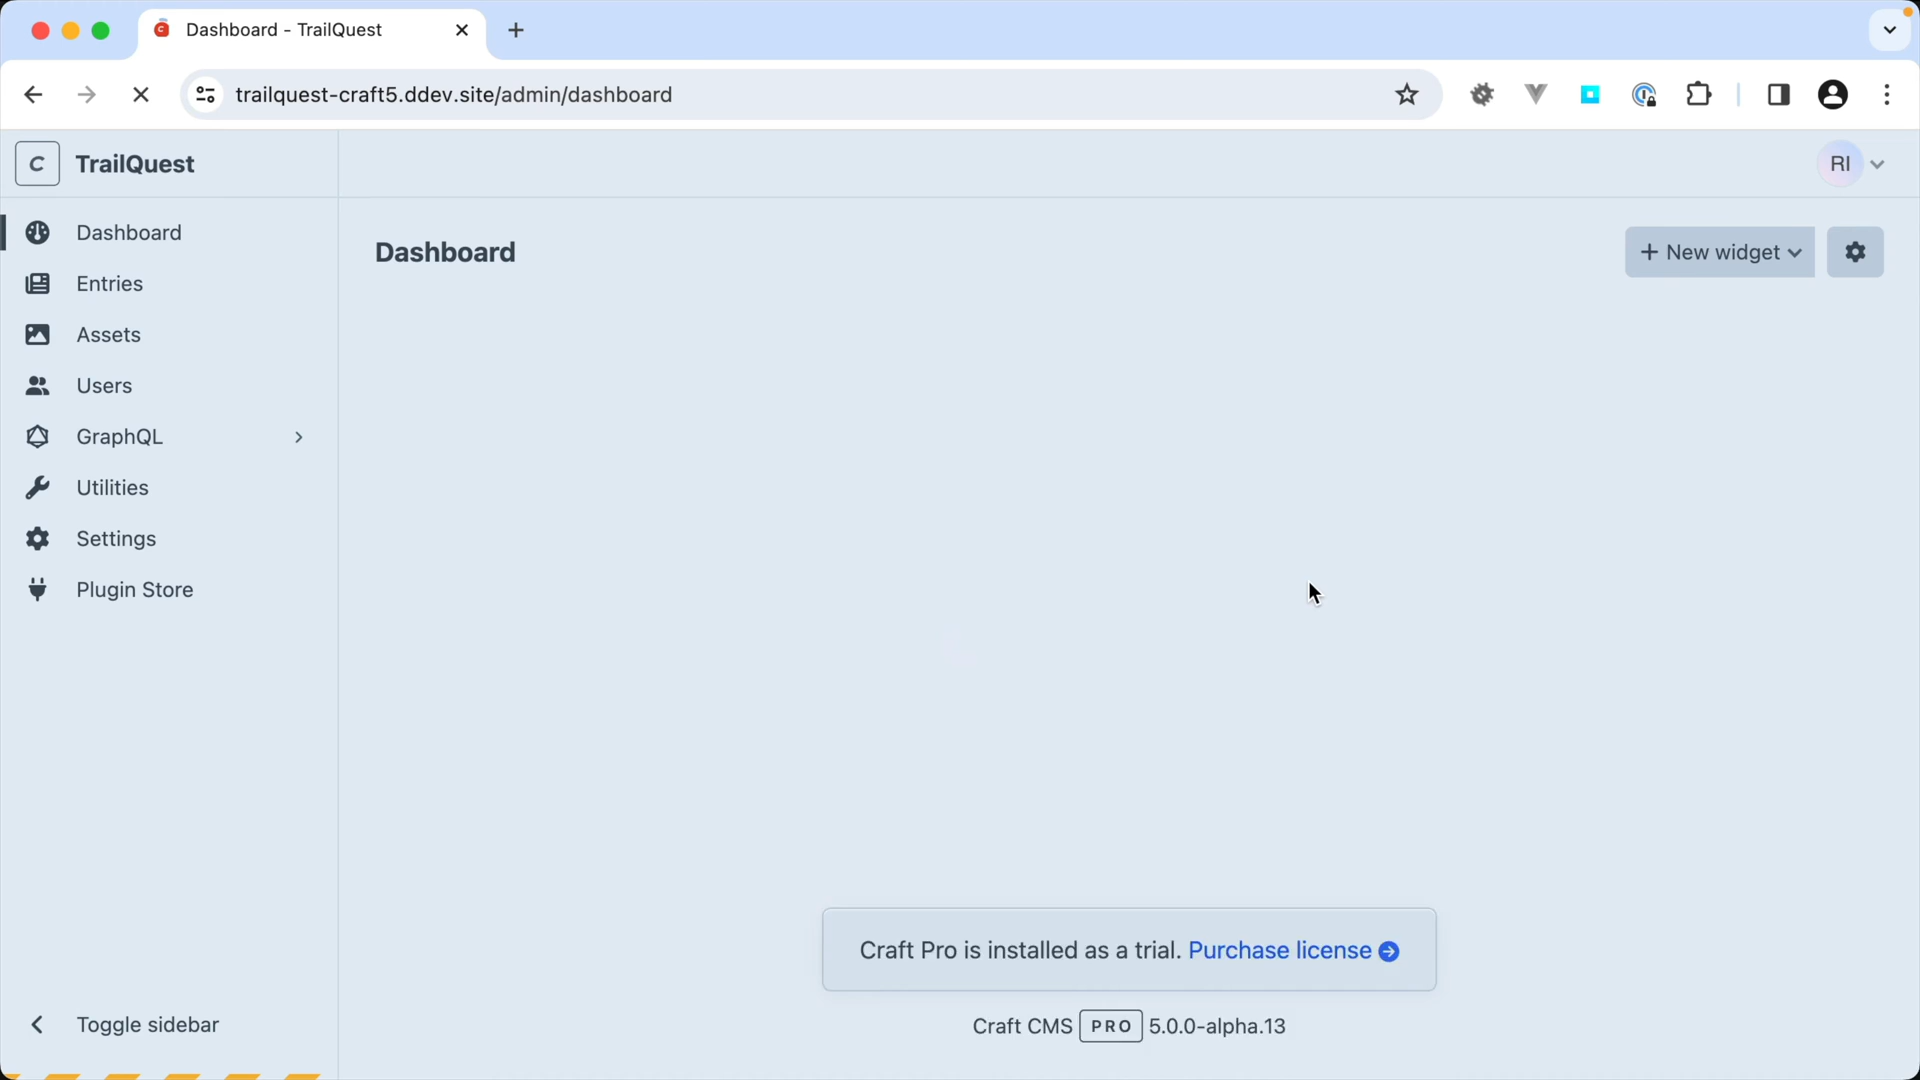 Dashboard - TrailQuest
trailquest-craft5.ddev.site/admin/dashboard
C TrailQuest
RI
Dashboard
Entries
Assets
Users
GraphQL
Utilities
Settings
Plugin Store
Toggle sidebar
Dashboard
New widget
Craft Pro is installed as a trial. Purchase license
Craft CMS PRO 5.0.0-alpha.13